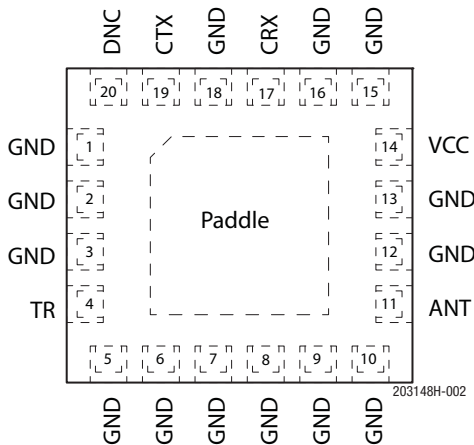 DNC CTX GND CRX GND GND
20 19 18 17 16 15
GND 1 14 VCC
GND 2 13 GND
Paddle
GND 3 12 GND
TR 4 11 ANT
5 6 7 8 9 10
203148H-002
GND GND GND GND GND GND